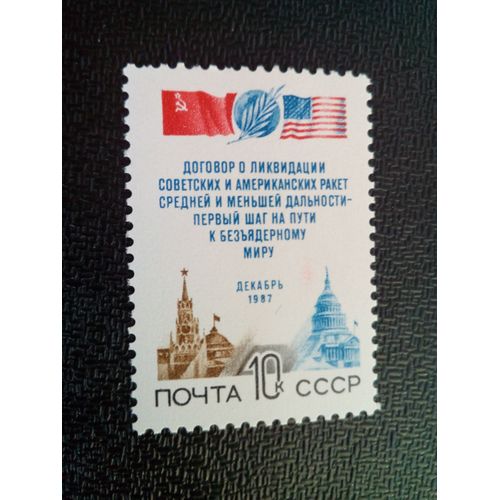 ДОГОВОР О ЛИКВИДАЦИИ
СОВЕТСКИХ И АМЕРИКАНСКИХ РАКЕТ
СРЕДНЕЙ И МЕНЬШЕЙ ДАЛЬНОСТИ-
ПЕРВЫЙ ШАГ НА ПУТИ
К БЕЗЪЯДЕРНОМУ
МИРУ
ДЕКАБРЬ
1987
ПОЧТА 10К СССР